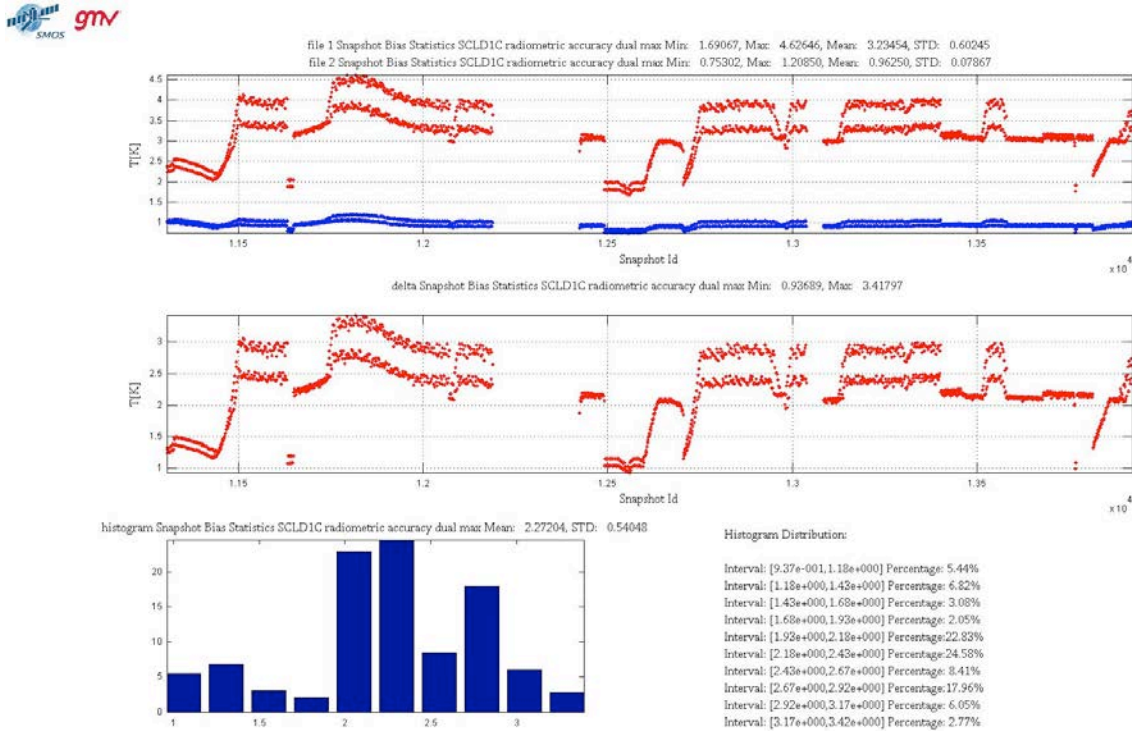 SMOS gmv
file 1 Snapshot Bias Statistics SCLD1C radiometric accuracy dual max Min: 1.69067, Max: 4.62646, Mean: 3.23454, STD: 0.60245
file 2 Snapshot Bias Statistics SCLD1C radiometric accuracy dual max Min: 0.75302, Max: 1.20850, Mean: 0.96250, STD: 0.07867
4.5
4
3.5
3
2.5
2
1.5
1
T[K]
1.15 1.2 1.25 1.3 1.35
Snapshot Id
x 10 4
delta Snapshot Bias Statistics SCLD1C radiometric accuracy dual max Min: 0.93689, Max: 3.41797
3
2.5
2
1.5
1
T[K]
1.15 1.2 1.25 1.3 1.35
Snapshot Id
x 10 4
histogram Snapshot Bias Statistics SCLD1C radiometric accuracy dual max Mean: 2.27204, STD: 0.54048
20
15
10
5
0
1 1.5 2 2.5 3
Histogram Distribution:
Interval: [9.37e-001,1.18e+000] Percentage: 5.44%
Interval: [1.18e+000,1.43e+000] Percentage: 6.82%
Interval: [1.43e+000,1.68e+000] Percentage: 3.08%
Interval: [1.68e+000,1.93e+000] Percentage: 2.05%
Interval: [1.93e+000,2.18e+000] Percentage:22.83%
Interval: [2.18e+000,2.43e+000] Percentage:24.58%
Interval: [2.43e+000,2.67e+000] Percentage: 8.41%
Interval: [2.67e+000,2.92e+000] Percentage:17.96%
Interval: [2.92e+000,3.17e+000] Percentage: 6.05%
Interval: [3.17e+000,3.42e+000] Percentage: 2.77%